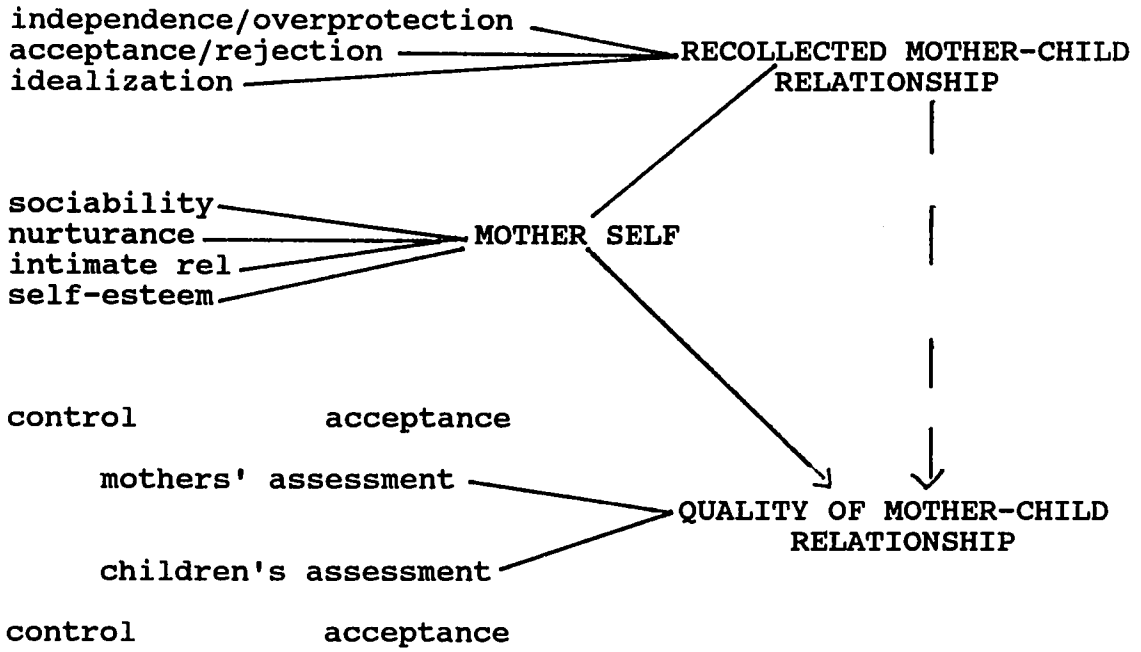 independence/overprotection
acceptance/rejection
RECOLLECTED MOTHER-CHILD
idealization
RELATIONSHIP
sociability
nurturance
MOTHER SELF
intimate rel
self-esteem
control acceptance
mothers' assessment
QUALITY OF MOTHER-CHILD
RELATIONSHIP
children's assessment
control acceptance